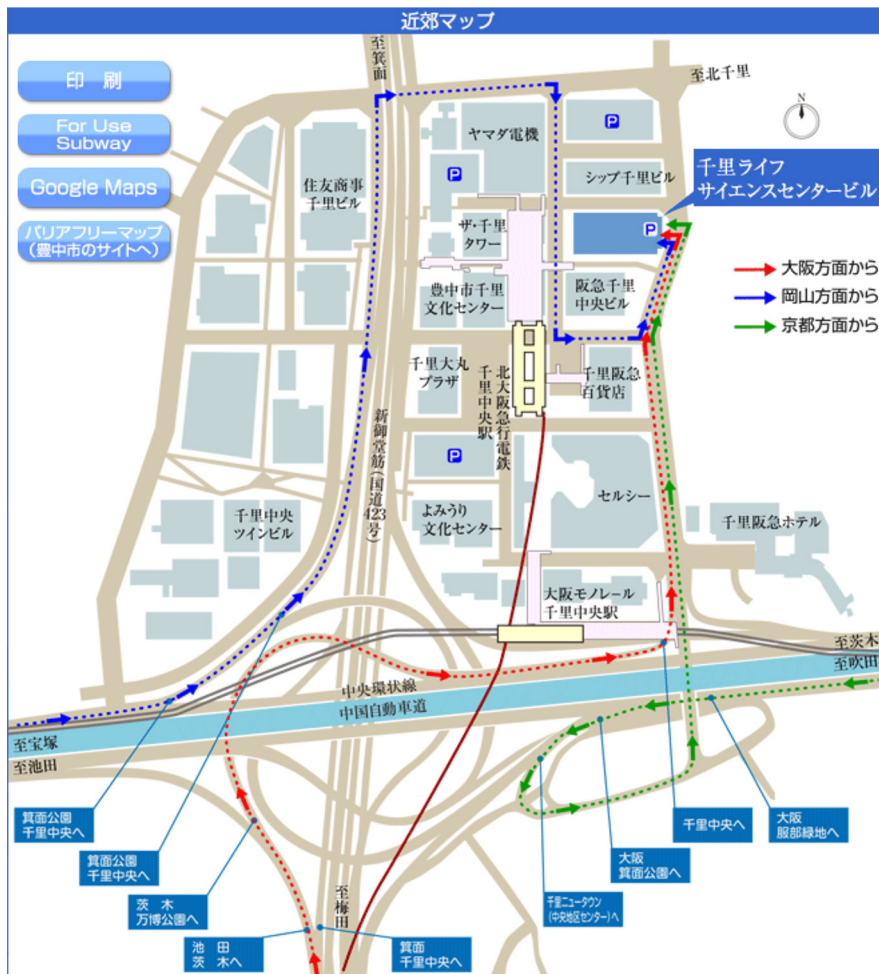 近郊マップ
印 刷
For Use
Subway
Google Maps
バリアフリーマップ
(豊中市のサイトへ)
至箕面
至北千里
N
ヤマダ電機
P
P
住友商事
千里ビル
シップ千里ビル
千里ライフ
サイエンスセンタービル
P
ザ・千里
タワー
豊中市千里
文化センター
阪急千里
中央ビル
大阪方面から
岡山方面から
京都方面から
千里大丸
プラザ
北大阪急行電鉄
千里中央駅
千里阪急
百貨店
新御堂筋(国道423号)
P
セルシー
千里中央
ツインビル
よみうり
文化センター
千里阪急ホテル
大阪モノレール
千里中央駅
至茨木
至吹田
中央環状線
中国自動車道
至宝塚
至池田
箕面公園
千里中央へ
箕面公園
千里中央へ
茨 木
万博公園へ
池 田
茨木へ
至梅田
箕面
千里中央へ
千里ニュータウン
(中央地区センター)へ
大阪
箕面公園へ
千里中央へ
大阪
服部緑地へ